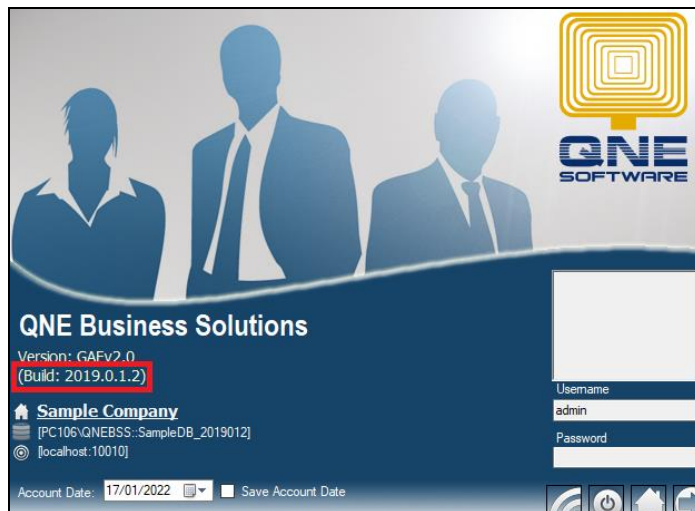 QNE
SOFTWARE
QNE Business Solutions
Version: GAEv2.0
(Build: 2019.0.1.2)
Sample Company
[PC106\QNEBSS::SampleDB_2019012]
[localhost:10010]
Account Date: 17/01/2022 Save Account Date
Username
admin
Password